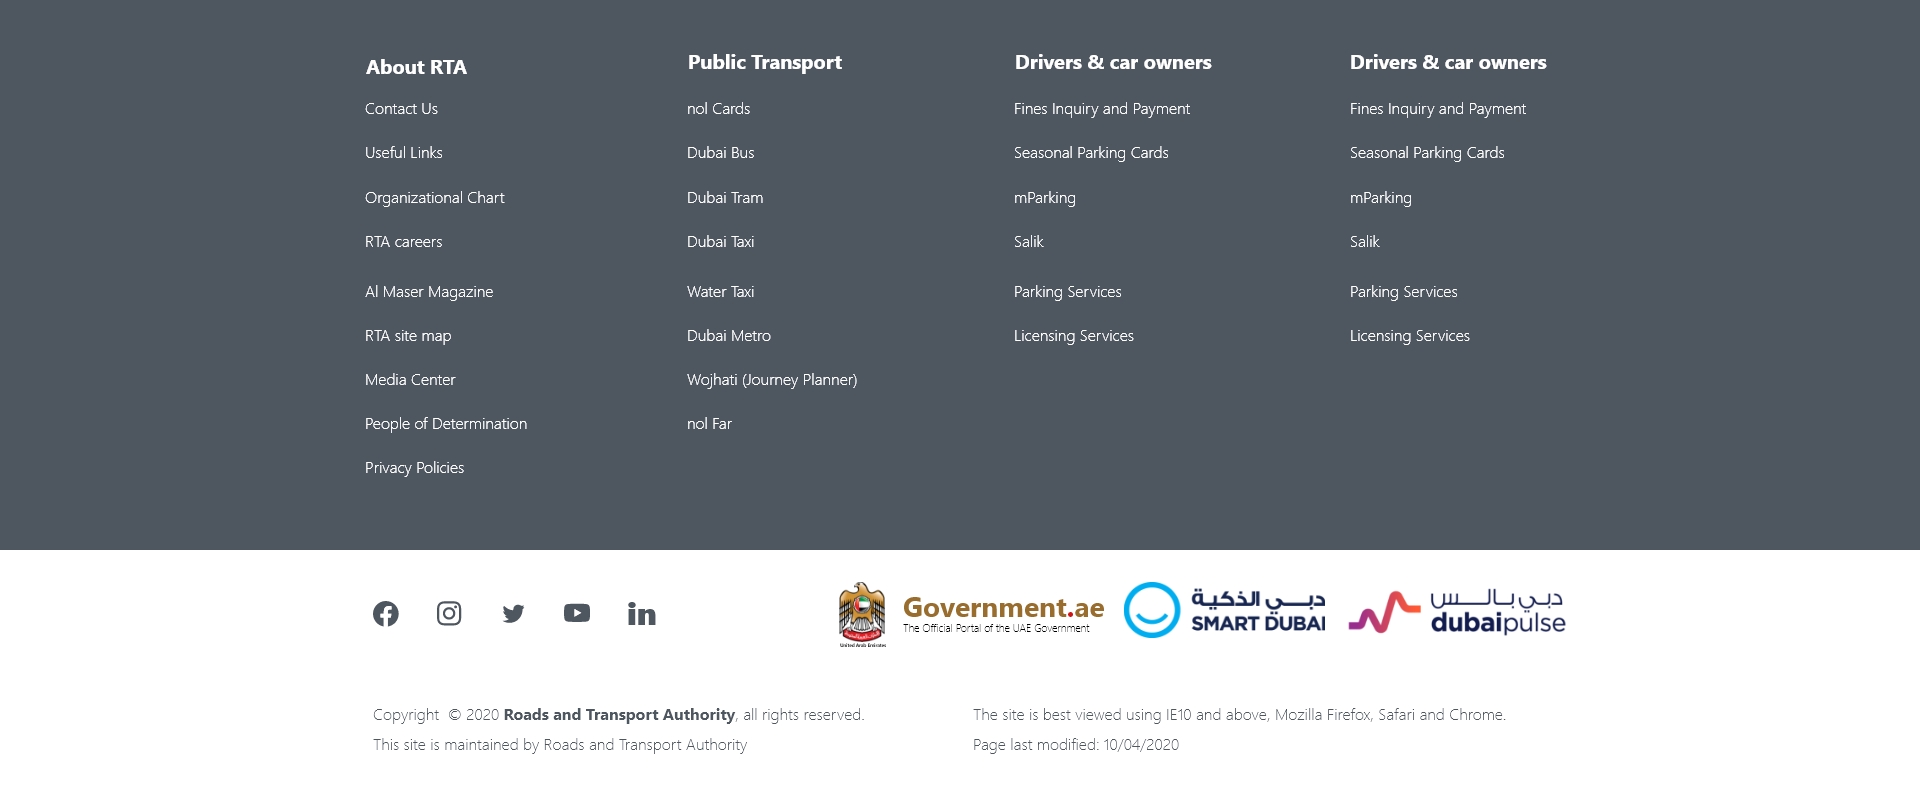 About RTA
Contact Us
Useful Links
Organizational Chart
RTA careers
Al Maser Magazine
RTA site map
Media Center
People of Determination
Privacy Policies
Public Transport
nol Cards
Dubai Bus
Dubai Tram
Dubai Taxi
Water Taxi
Dubai Metro
Wojhati (Journey Planner)
nol Far
Drivers & car owners
Fines Inquiry and Payment
Seasonal Parking Cards
mParking
Salik
Parking Services
Licensing Services
Drivers & car owners
Fines Inquiry and Payment
Seasonal Parking Cards
mParking
Salik
Parking Services
Licensing Services
United Arab Emirates
Government.ae
The Official Portal of the UAE Government
دبي الذكية
SMART DUBAI
دبي بالس
dubaipulse
Copyright © 2020 Roads and Transport Authority, all rights reserved.
This site is maintained by Roads and Transport Authority
The site is best viewed using IE10 and above, Mozilla Firefox, Safari and Chrome.
Page last modified: 10/04/2020